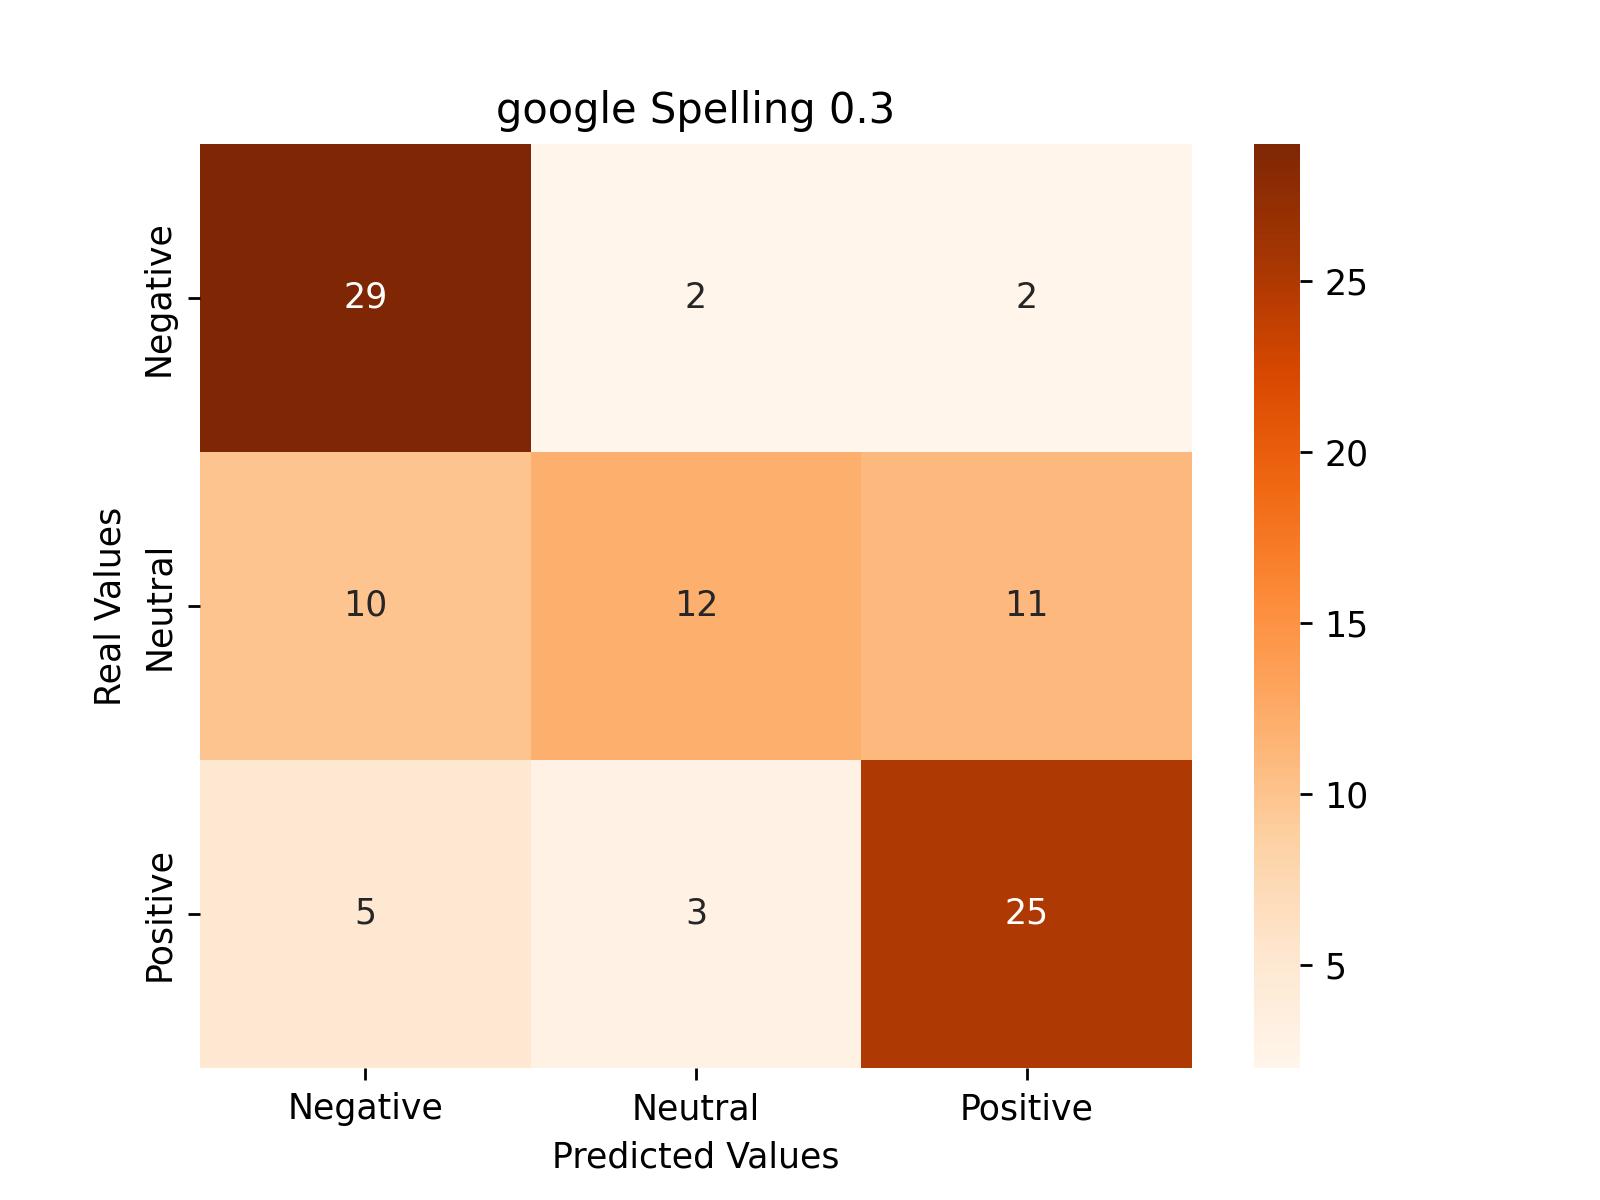 google Spelling 0.3
Real Values
Negative
29 2 2
Neutral
10 12 11
Positive
5 3 25
Negative Neutral Positive
Predicted Values
25
20
15
10
5